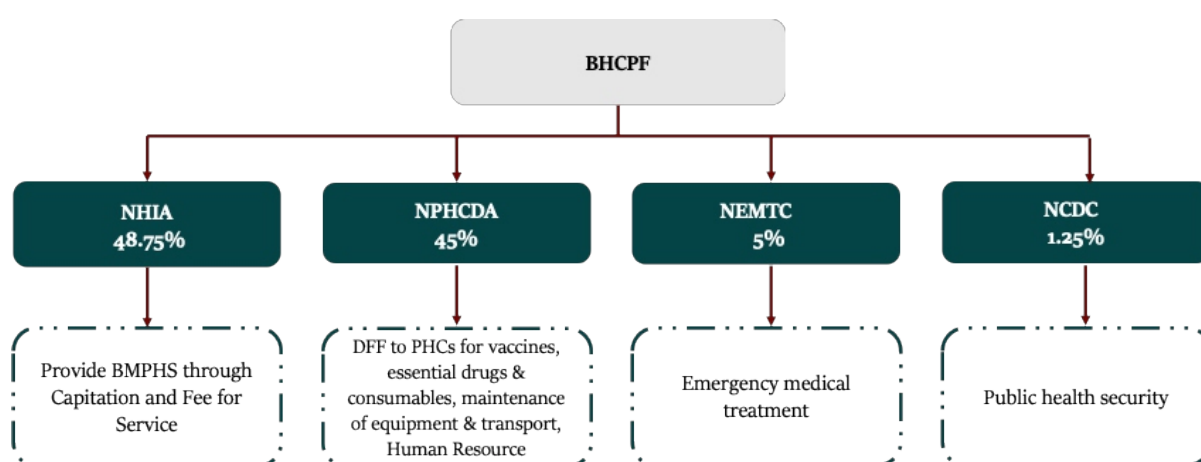 BHCPF
NHIA
48.75%
NPHCDA
45%
NEMTC
5%
NCDC
1.25%
Provide BMPHS through
Capitation and Fee for
Service
DFF to PHCs for vaccines,
essential drugs &
consumables, maintenance
of equipment & transport,
Human Resource
Emergency medical
treatment
Public health security